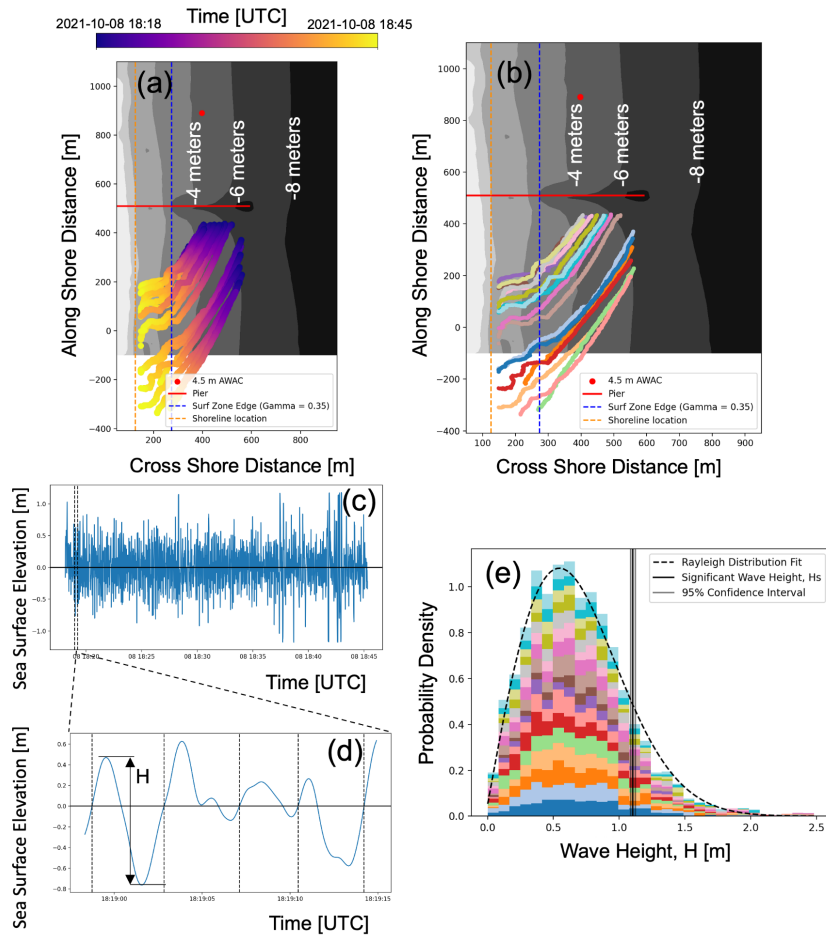 Time [UTC]
2021-10-08 18:18
2021-10-08 18:45
(a)
1000
800
600
400
200
0
−200
−400
Along Shore Distance [m]
-4 meters
-6 meters
-8 meters
4.5 m AWAC
Pier
Surf Zone Edge (Gamma = 0.35)
Shoreline location
200
400
600
800
Cross Shore Distance [m]
(b)
1000
800
600
400
200
0
−200
−400
Along Shore Distance [m]
-4 meters
-6 meters
-8 meters
4.5 m AWAC
Pier
Surf Zone Edge (Gamma = 0.35)
Shoreline location
100
200
300
400
500
600
700
800
900
Cross Shore Distance [m]
(c)
Sea Surface Elevation [m]
1.0
0.5
0.0
−0.5
−1.0
08 18:20
08 18:25
08 18:30
08 18:35
08 18:40
08 18:45
Time [UTC]
(d)
Sea Surface Elevation [m]
0.6
0.4
0.2
0.0
−0.2
−0.4
−0.6
−0.8
H
18:19:00
18:19:05
18:19:10
18:19:15
Time [UTC]
(e)
Probability Density
1.0
0.8
0.6
0.4
0.2
0.0
Rayleigh Distribution Fit
Significant Wave Height, Hs
95% Confidence Interval
0.0
0.5
1.0
1.5
2.0
2.5
Wave Height, H [m]